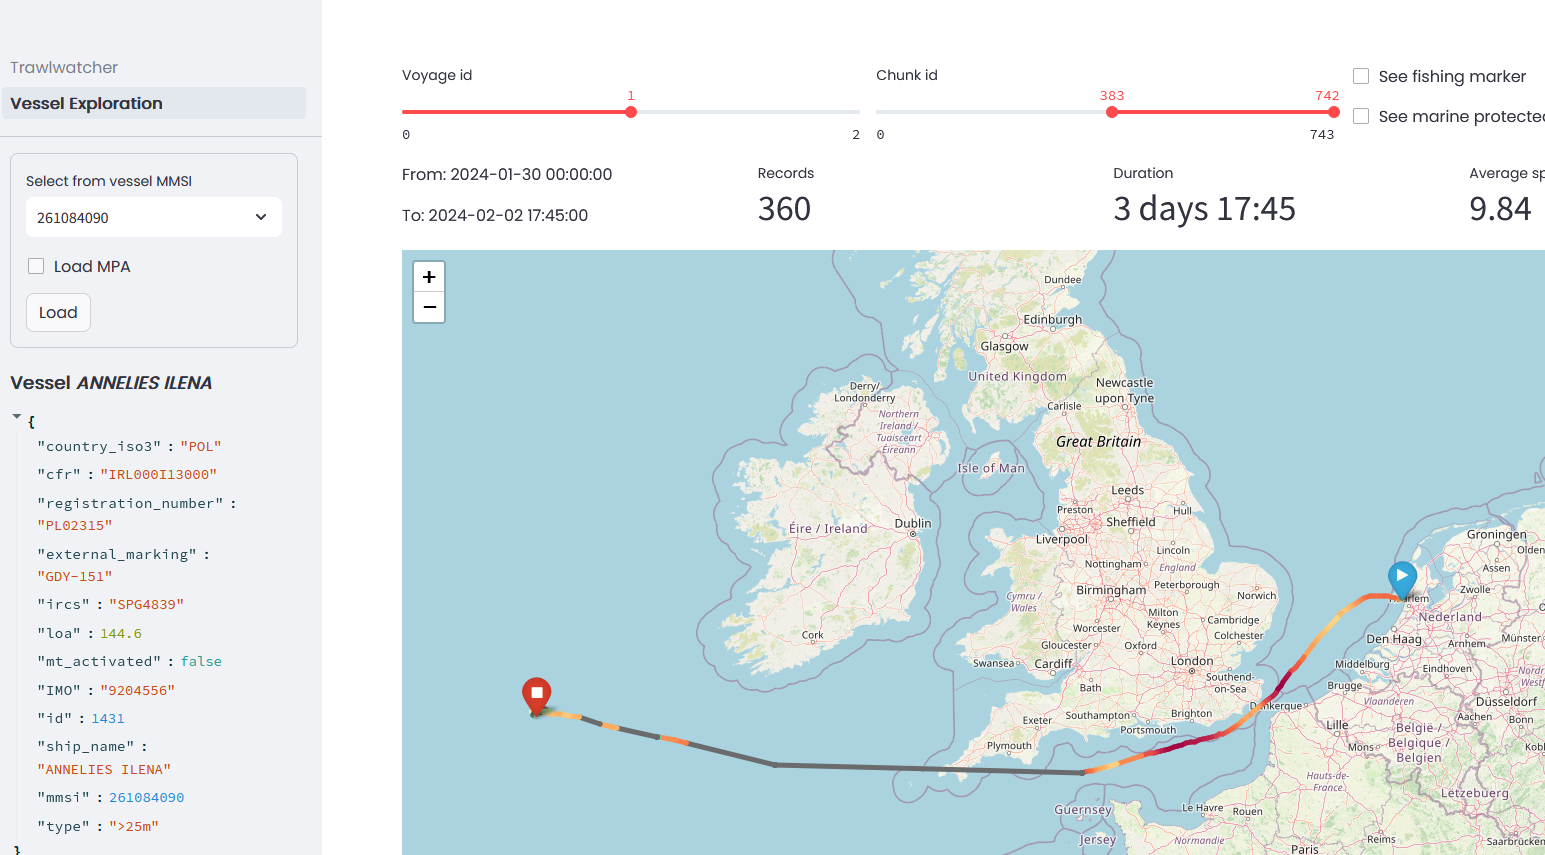 Trawlwatcher
Vessel Exploration
Select from vessel MMSI
261084090
Load MPA
Load
Vessel ANNELIES ILENA
{
"country_iso3" : "POL"
"cfr" : "IRL000I13000"
"registration_number" :
"PL02315"
"external_marking" :
"GDY-151"
"ircs" : "SPG4839"
"loa" : 144.6
"mt_activated" : false
"IMO" : "9204556"
"id" : 1431
"ship_name" :
"ANNELIES ILENA"
"mmsi" : 261084090
"type" : ">25m"
}
Voyage id
1
0 2
Chunk id
383 742
0 743
See fishing marker
See marine protected
From: 2024-01-30 00:00:00
To: 2024-02-02 17:45:00
Records
360
Duration
3 days 17:45
Average sp
9.84
+
−
Dundee
Edinburgh
Glasgow
United Kingdom
Newcastle
upon Tyne
Derry/
Londonderry
Carlisle
Northern
Ireland /
Tuaisceart
Éireann
Great Britain
Isle of Man
Leeds
Preston
Hull
Sheffield
Dublin
Éire / Ireland
Liverpool
Groningen
Lincoln
Olden
Nottingham
England
Assen
Birmingham
Peterborough
Norwich
Zwolle
Cymru /
Wales
Milton
Keynes
Nederland
Worcester
Cambridge
Cork
Colchester
Den Haag
Arnhem
Münster
Gloucester
Oxford
Swansea
Cardiff
London
Middelburg
Eindhoven
Bath
Southend-
on-Sea
Brugge
Vlaanderen
Düsseldorf
Exeter
Southampton
Brighton
Portsmouth
Lille
Aachen
Bonn
België /
Belgique /
Belgien
Plymouth
Mons
Kobl
Hauts-de-
France
Lëtzebuerg
Guernsey
Le Havre
Rouen
Jersey
Normandie
Reims
Saarbrücken
Paris